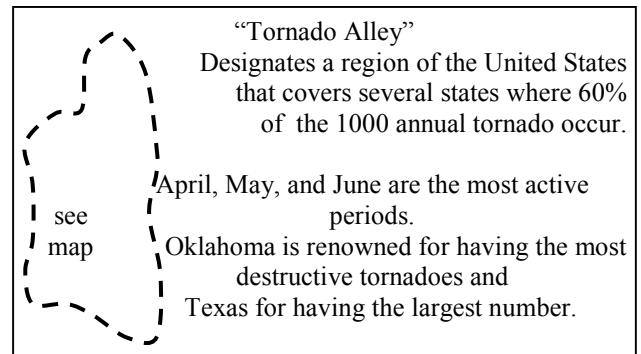 “Tornado Alley”
Designates a region of the United States
that covers several states where 60%
of the 1000 annual tornado occur.
April, May, and June are the most active
periods.
see
map
Oklahoma is renowned for having the most
destructive tornadoes and
Texas for having the largest number.